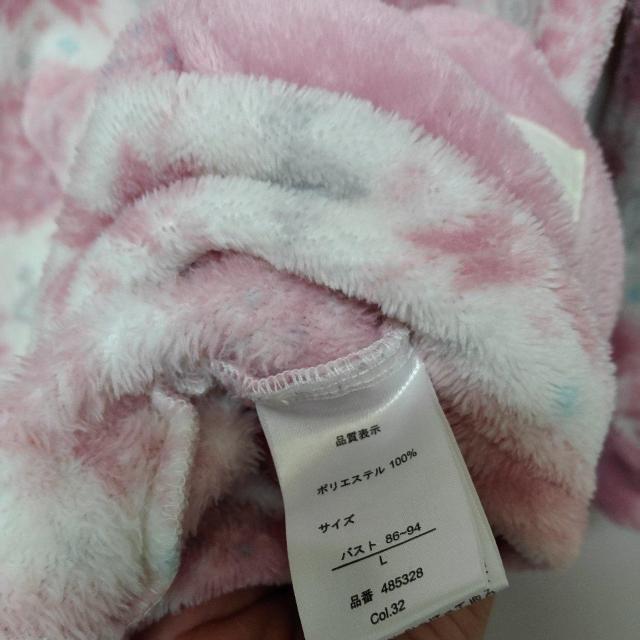 品質表示
ポリエステル 100%
サイズ
バスト 86~94
L
品番 485328
Col.32